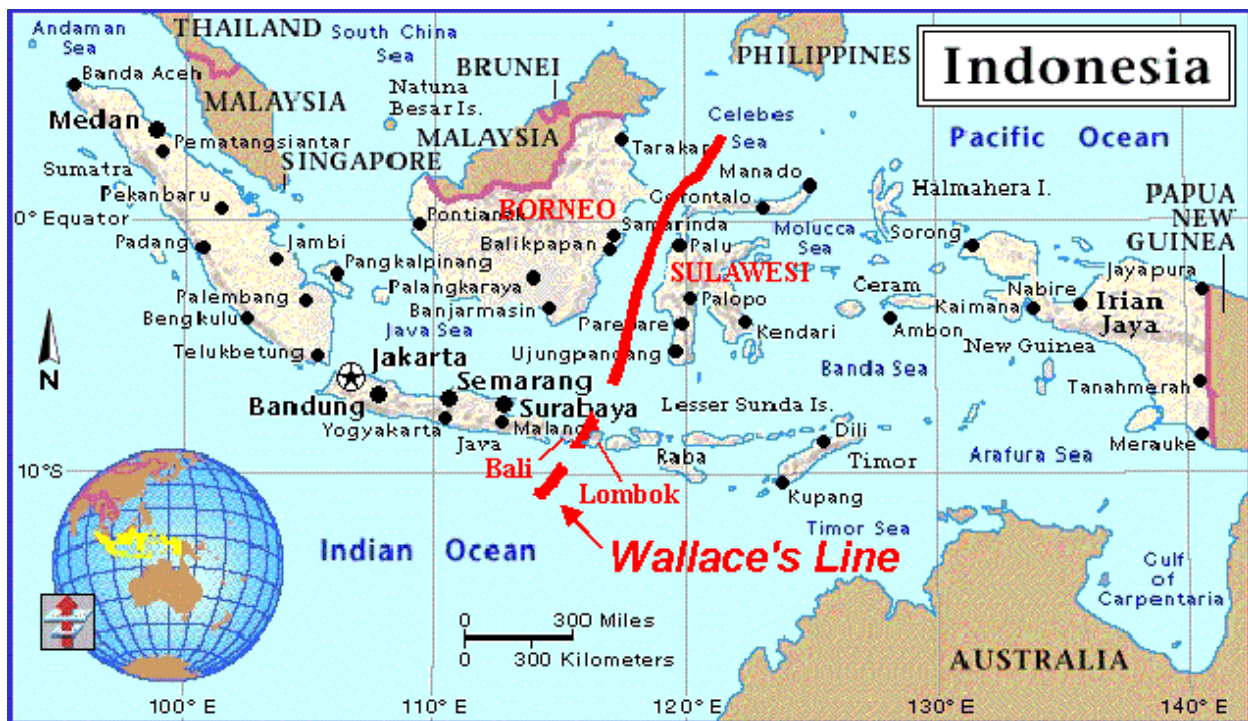 Andaman
Sea
THAILAND
South China
Sea
PHILIPPINES
Indonesia
Banda Aceh
BRUNEI
Natuna
Besar Is.
MALAYSIA
Medan
MALAYSIA
Celebes
Sea
Pacific Ocean
Pematangsiantar
SINGAPORE
Tarakan
Sumatra
Manado
Halmahera I.
Pekanbaru
Gorontalo
PAPUA
NEW
GUINEA
0° Equator
Pontianak
BORNEO
Samarinda
Molucca
Sea
Sorong
Padang
Jambi
Balikpapan
Palu
Pangkalpinang
SULAWESI
Jayapura
Palembang
Palangkaraya
Palopo
Ceram
Nabire
Irian
Jaya
Bengkulu
Banjarmasin
Parepare
Kendari
Ambon
Kaimana
Java Sea
New Guinea
Telukbetung
Jakarta
Ujungpandang
Banda Sea
N
Semarang
Tanahmerah
Bandung
Surabaya
Lesser Sunda Is.
Yogyakarta
Malang
Dili
Merauke
Java
Bali
Raba
Timor
Arafura Sea
10°S
Lombok
Kupang
Timor Sea
Indian Ocean
Wallace's Line
Gulf
of
Carpentaria
0 300 Miles
0 300 Kilometers
AUSTRALIA
100° E 110° E 120° E 130° E 140° E